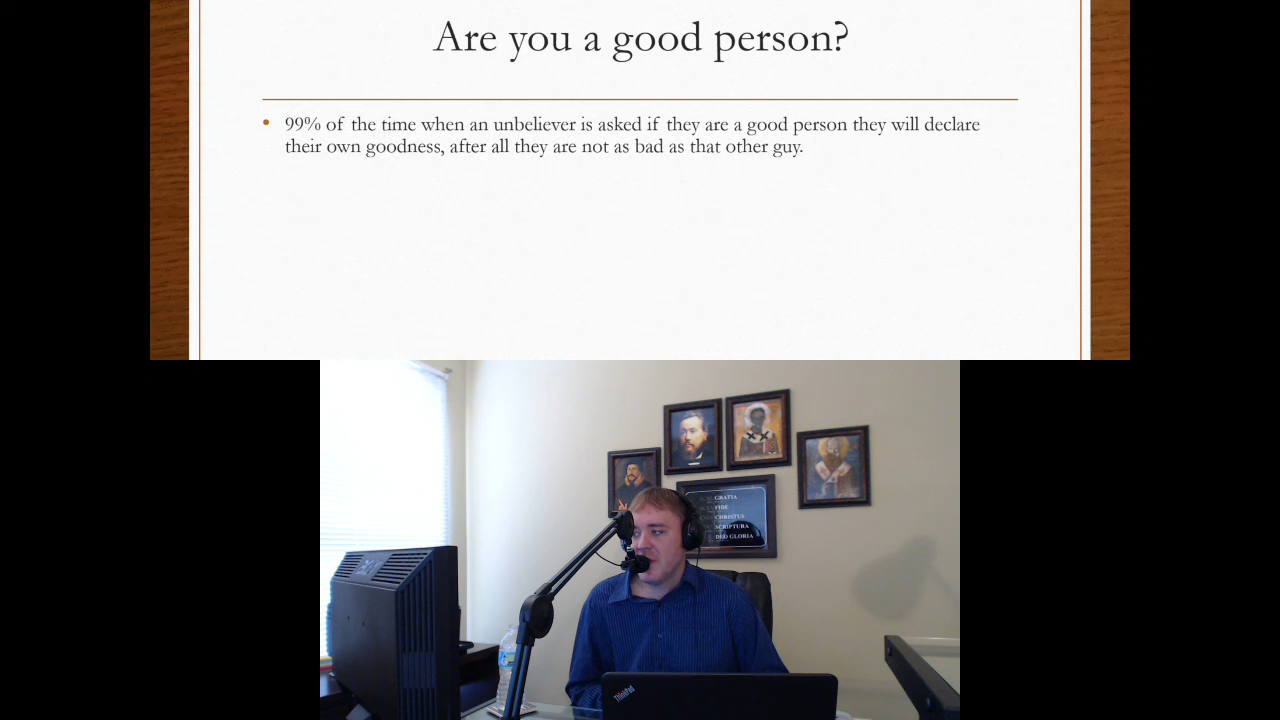 Are you a good person?
• 99% of the time when an unbeliever is asked if they are a good person they will declare
their own goodness, after all they are not as bad as that other guy.
GRATIA
FIDE
CHRISTUS
SCRIPTURA
DEO GLORIA
ThinkPad